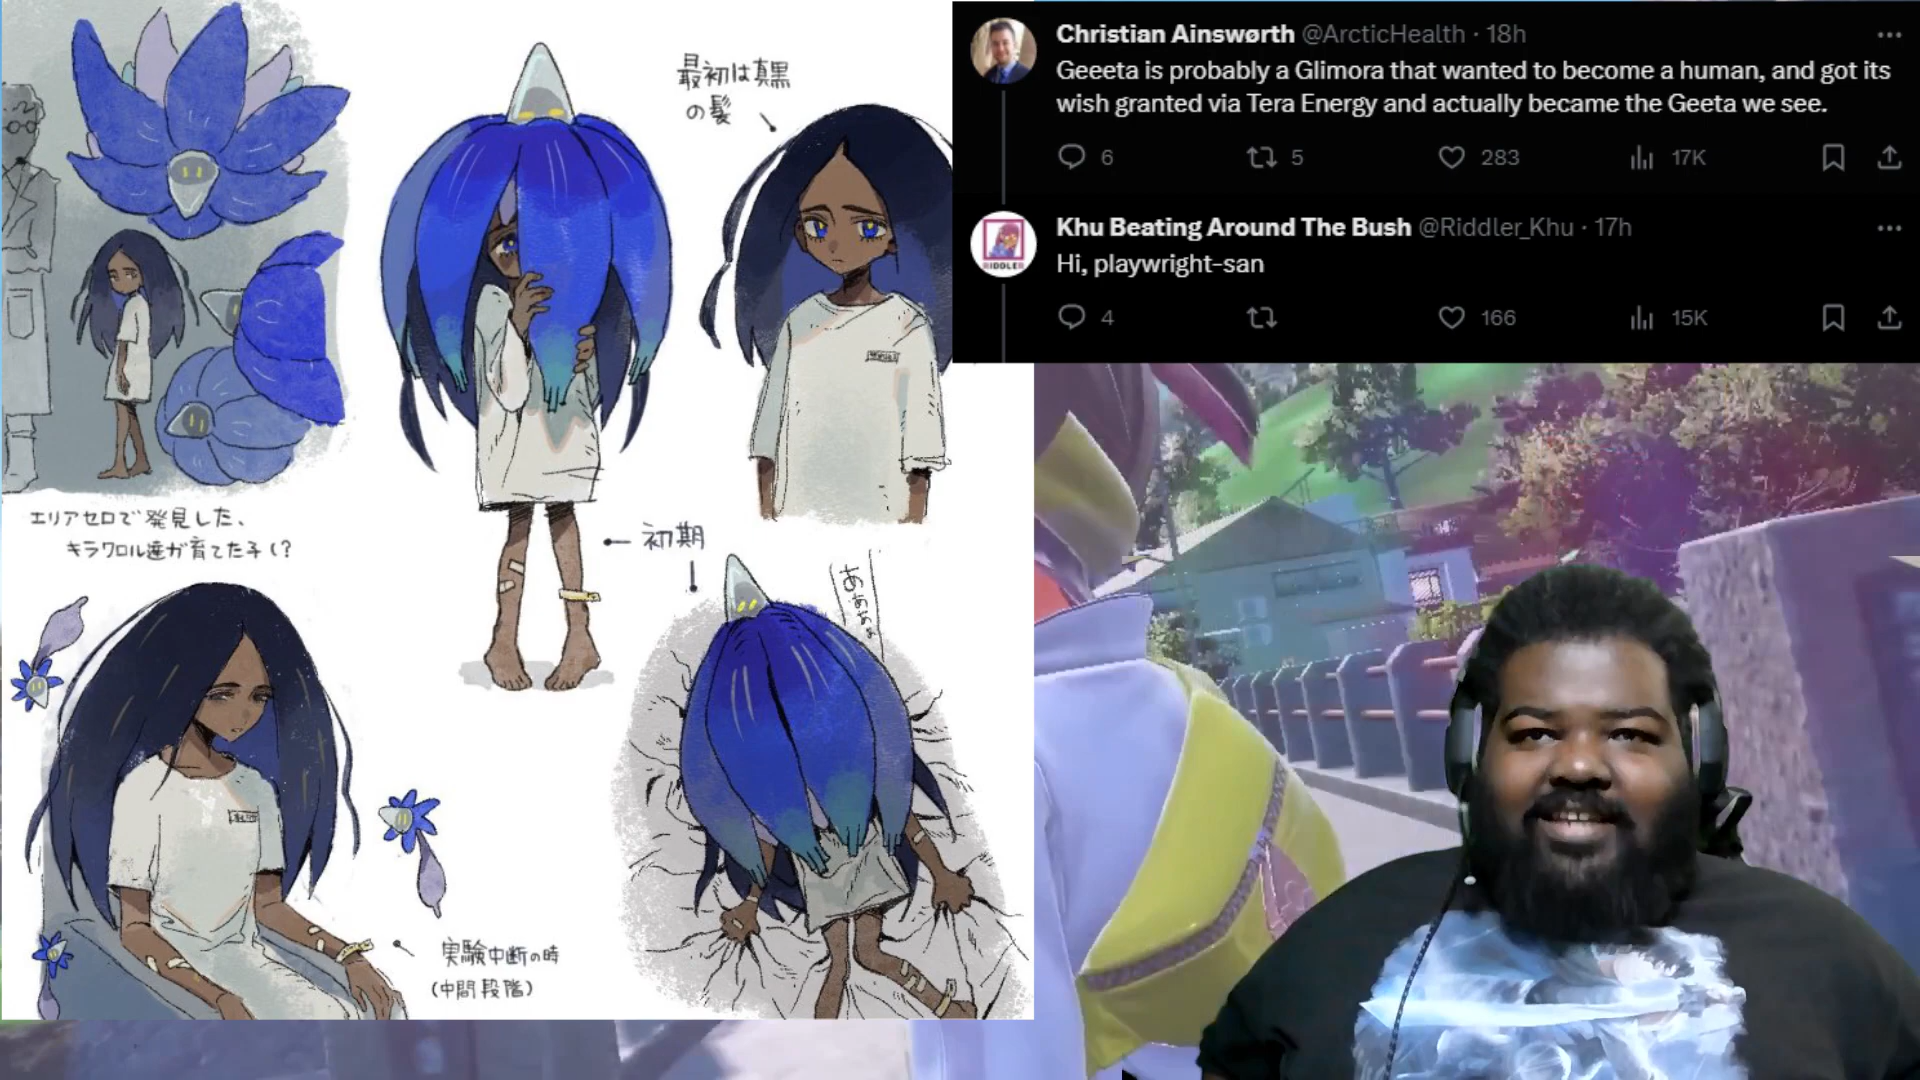 最初は真黒
の髪
エリアゼロで発見した、
キラフロル達が育てた子(?
初期
ああああ
実験中断の時
(中間段階)
Christian Ainswørth @ArcticHealth · 18h
Geeeta is probably a Glimora that wanted to become a human, and got its
wish granted via Tera Energy and actually became the Geeta we see.
6 5 283 17K
Khu Beating Around The Bush @Riddler_Khu · 17h
Hi, playwright-san
4 166 15K
RIDDLER